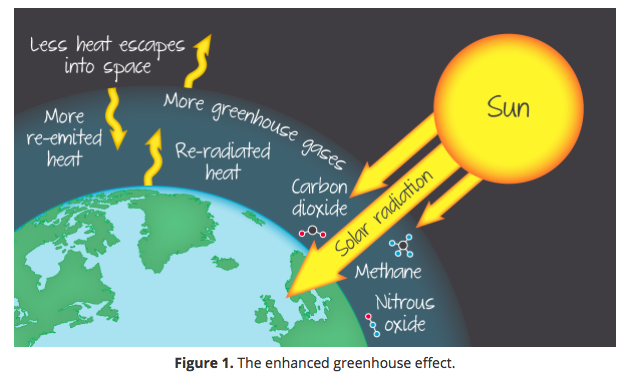 Less heat escapes
into space
More greenhouse gases
More
re-emited
heat
Re-radiated
heat
Sun
Solar radiation
Carbon
dioxide
Methane
Nitrous
oxide
Figure 1. The enhanced greenhouse effect.